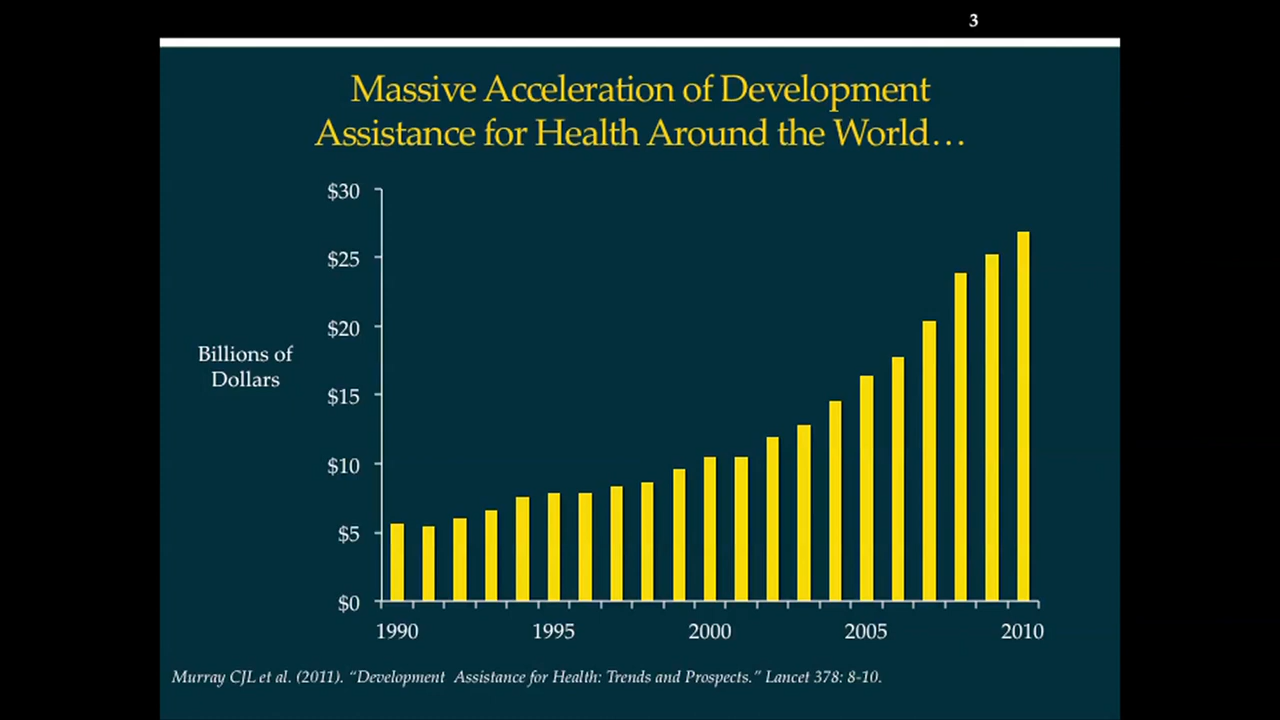 3
Massive Acceleration of Development
Assistance for Health Around the World…
$30
$25
$20
Billions of
Dollars
$15
$10
$5
$0
1990 1995 2000 2005 2010
Murray CJL et al. (2011). “Development Assistance for Health: Trends and Prospects.” Lancet 378: 8-10.